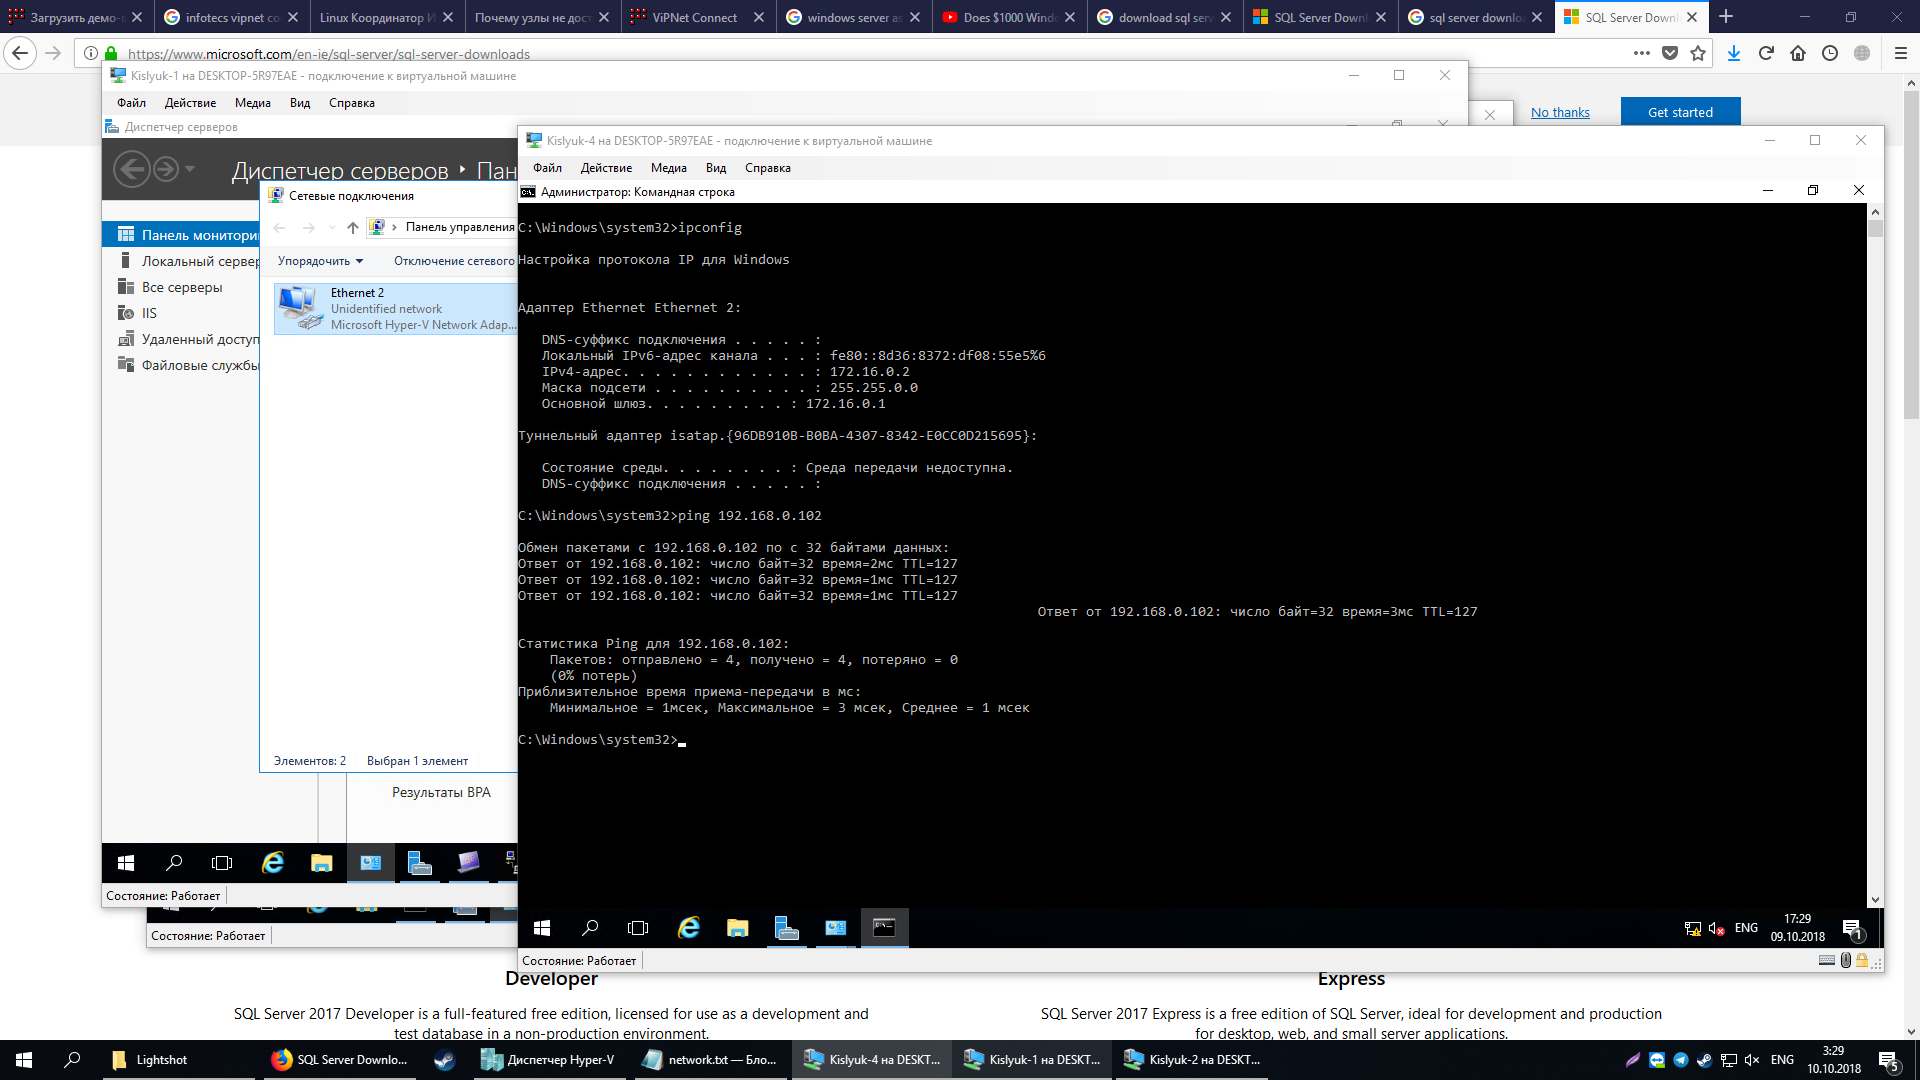 Загрузить демо-в
infotecs vipnet co
Linux Координатор И
Почему узлы не дос
ViPNet Connect
windows server as
Does $1000 Wind
download sql serv
SQL Server Down
sql server downlo
SQL Server Down
https://www.microsoft.com/en-ie/sql-server/sql-server-downloads
No thanks
Get started
Kislyuk-1 на DESKTOP-5R97EAE - подключение к виртуальной машине
Файл Действие Медиа Вид Справка
Диспетчер серверов
Диспетчер серверов Пан
Панель монитори
Локальный сервер
Все серверы
IIS
Удаленный доступ
Файловые службы
Сетевые подключения
Панель управления
Упорядочить Отключение сетевого
Ethernet 2
Unidentified network
Microsoft Hyper-V Network Adap...
Элементов: 2 Выбран 1 элемент
Результаты BPA
Состояние: Работает
Состояние: Работает
Kislyuk-4 на DESKTOP-5R97EAE - подключение к виртуальной машине
Файл Действие Медиа Вид Справка
Администратор: Командная строка
C:\Windows\system32>ipconfig
Настройка протокола IP для Windows
Адаптер Ethernet Ethernet 2:
DNS-суффикс подключения . . . . . :
Локальный IPv6-адрес канала . . . : fe80::8d36:8372:df08:55e5%6
IPv4-адрес. . . . . . . . . . . . : 172.16.0.2
Маска подсети . . . . . . . . . . : 255.255.0.0
Основной шлюз. . . . . . . . . : 172.16.0.1
Туннельный адаптер isatap.{96DB910B-B0BA-4307-8342-E0CC0D215695}:
Состояние среды. . . . . . . . : Среда передачи недоступна.
DNS-суффикс подключения . . . . . :
C:\Windows\system32>ping 192.168.0.102
Обмен пакетами с 192.168.0.102 по с 32 байтами данных:
Ответ от 192.168.0.102: число байт=32 время=2мс TTL=127
Ответ от 192.168.0.102: число байт=32 время=1мс TTL=127
Ответ от 192.168.0.102: число байт=32 время=1мс TTL=127
Ответ от 192.168.0.102: число байт=32 время=3мс TTL=127
Статистика Ping для 192.168.0.102:
Пакетов: отправлено = 4, получено = 4, потеряно = 0
(0% потерь)
Приблизительное время приема-передачи в мс:
Минимальное = 1мсек, Максимальное = 3 мсек, Среднее = 1 мсек
C:\Windows\system32>
ENG
17:29
09.10.2018
1
Состояние: Работает
Developer
SQL Server 2017 Developer is a full-featured free edition, licensed for use as a development and
test database in a non-production environment.
Express
SQL Server 2017 Express is a free edition of SQL Server, ideal for development and production
for desktop, web, and small server applications.
Lightshot
SQL Server Downlo...
Диспетчер Hyper-V
network.txt — Бло...
Kislyuk-4 на DESKT...
Kislyuk-1 на DESKT...
Kislyuk-2 на DESKT...
ENG
3:29
10.10.2018
5